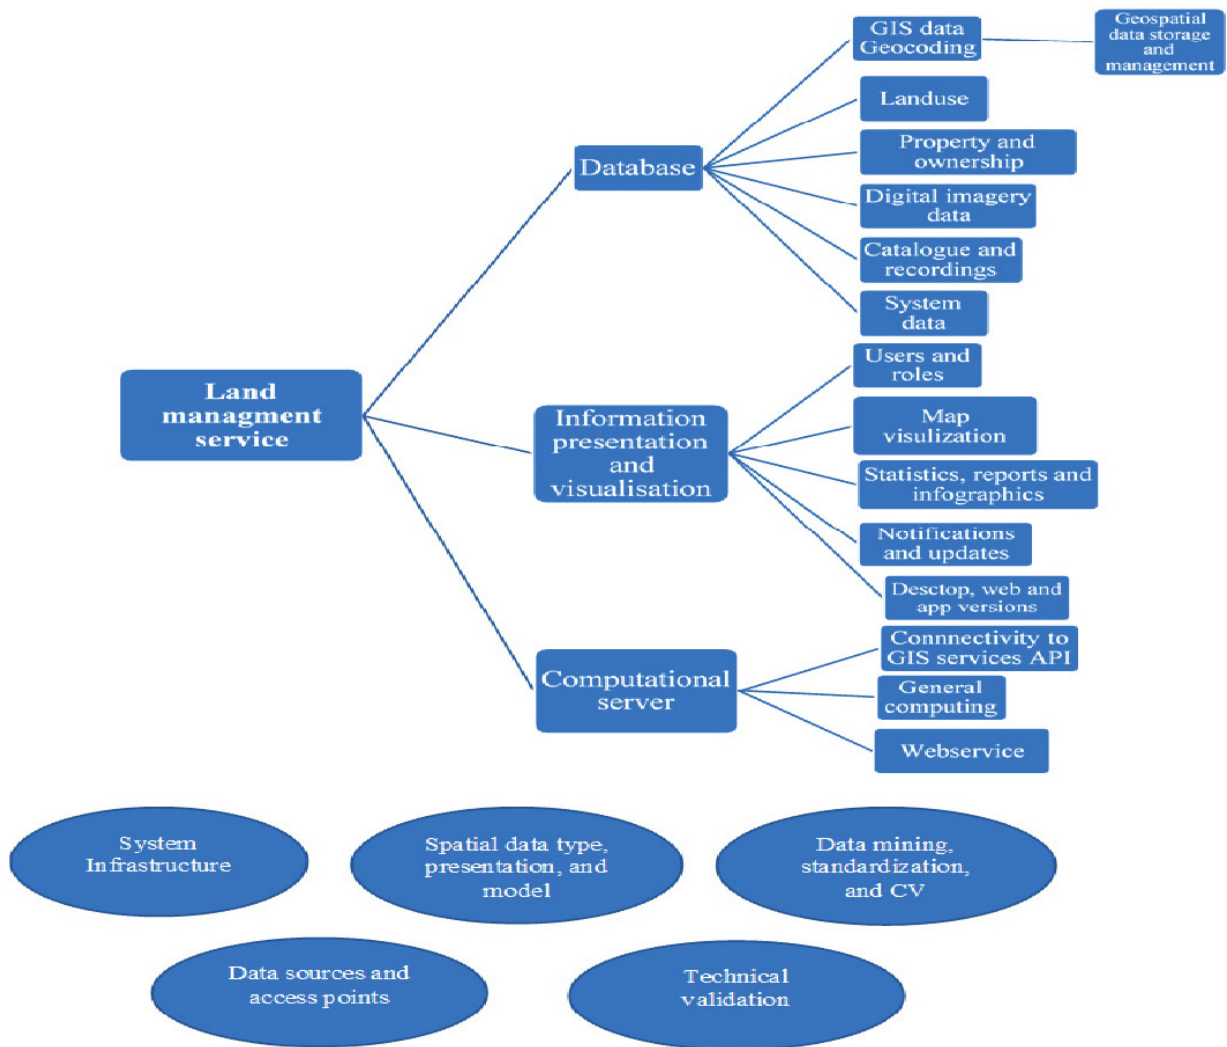 GIS data
Geocoding
Geospatial
data storage
and
management
Landuse
Property and
ownership
Database
Digital imagery
data
Catalogue and
recordings
System
data
Users and
roles
Land
managment
service
Information
presentation
and
visualisation
Map
visulization
Statistics, reports and
infographics
Notifications
and updates
Desctop, web and
app versions
Computational
server
Connnectivity to
GIS services API
General
computing
Webservice
System
Infrastructure
Spatial data type,
presentation, and
model
Data mining,
standardization,
and CV
Data sources and
access points
Technical
validation